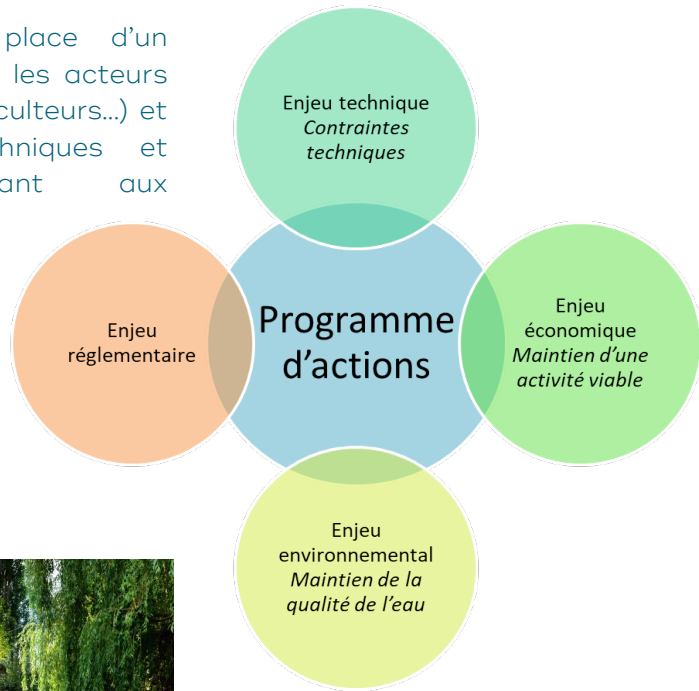 place d'un
les acteurs
culteurs...) et
hniques et
ant aux
Enjeu technique
Contraintes
techniques
Enjeu
réglementaire
Programme
d'actions
Enjeu
économique
Maintien d'une
activité viable
Enjeu
environnemental
Maintien de la
qualité de l'eau